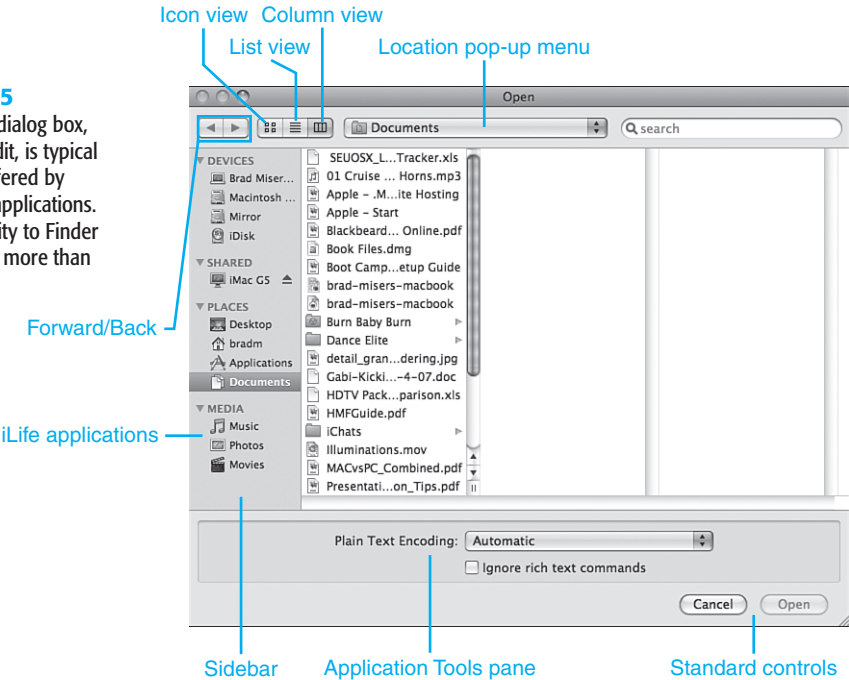 Icon view Column view
List view
Location pop-up menu
5
dialog box,
dit, is typical
fered by
applications.
ity to Finder
more than
Open
Documents
search
DEVICES
Brad Miser...
Macintosh ...
Mirror
iDisk
SHARED
iMac G5
PLACES
Desktop
bradm
Applications
Documents
MEDIA
Music
Photos
Movies
SEUOSX_L...Tracker.xls
01 Cruise ... Horns.mp3
Apple – .M...ite Hosting
Apple – Start
Blackbeard... Online.pdf
Book Files.dmg
Boot Camp...etup Guide
brad-misers-macbook
brad-misers-macbook
Burn Baby Burn
Dance Elite
detail_gran...dering.jpg
Gabi-Kicki...-4-07.doc
HDTV Pack...parison.xls
HMFGuide.pdf
iChats
Illuminations.mov
MACvsPC_Combined.pdf
Presentati...on_Tips.pdf
Forward/Back
iLife applications
Plain Text Encoding: Automatic
Ignore rich text commands
Cancel Open
Sidebar
Application Tools pane
Standard controls